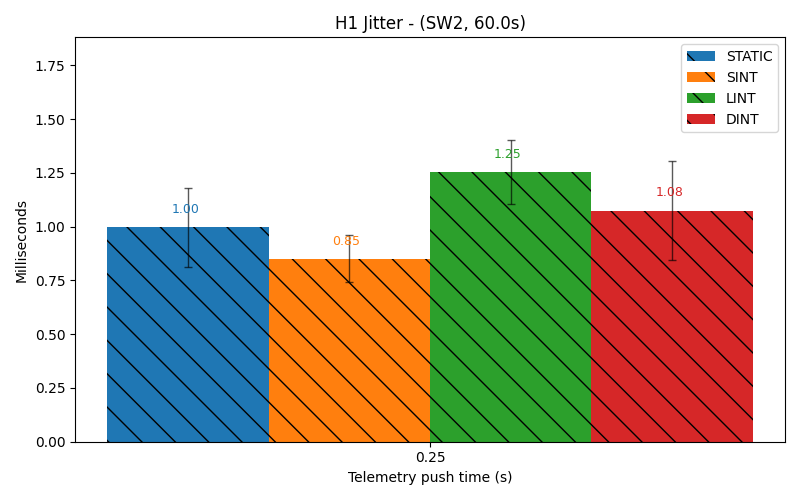 H1 Jitter - (SW2, 60.0s)
STATIC
SINT
LINT
DINT
1.75
1.50
1.25
1.00
0.75
0.50
0.25
0.00
Milliseconds
1.00
0.85
1.25
1.08
0.25
Telemetry push time (s)